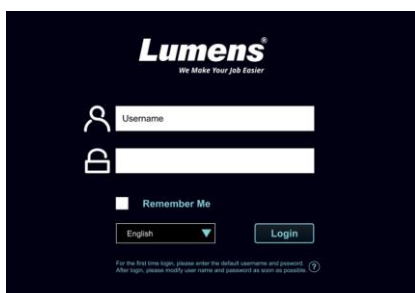 Lumens®
We Make Your Job Easier
Username
Remember Me
English
Login
For the first time login, please enter the default username and password.
After login, please modify user name and password as soon as possible. ?